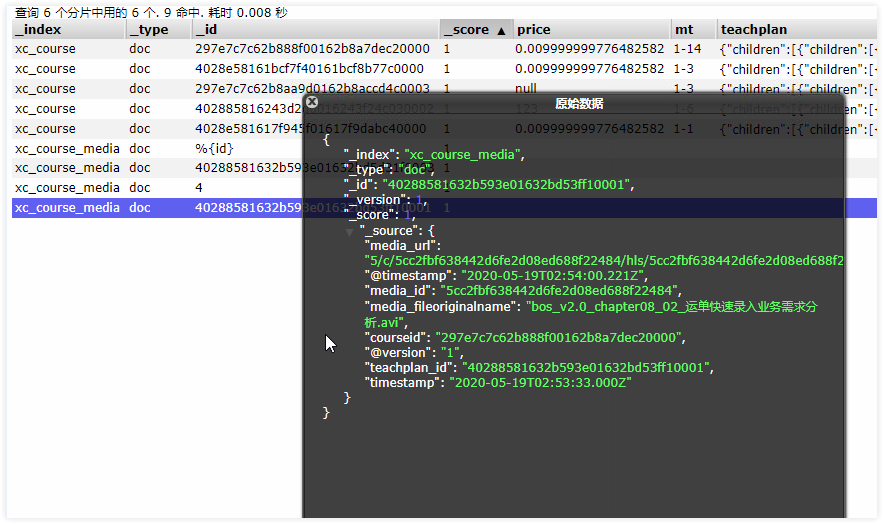 查询 6 个分片中用的 6 个. 9 命中. 耗时 0.008 秒
_index _type _id _score ▲ price mt teachplan
xc_course doc 297e7c7c62b888f00162b8a7dec20000 1 0.009999999776482582 1-14 {"children":[{"children":[
xc_course doc 4028e58161bcf7f40161bcf8b77c0000 1 0.009999999776482582 1-3 {"children":[{"children":[
xc_course doc 297e7c7c62b8aa9d0162b8accd4c0003 1 null 1-3 {"children":[{"children":[
xc_course doc 1 123 1-6 {"children":[{"children":[
xc_course doc 4028e581617f945f01617f9dabc40000 1 0.009999999776482582 1-1 {"children":[{"children":[
xc_course_media doc %{id} 1
xc_course_media doc 1
xc_course_media doc 4 1
xc_course_media doc 40288581632b593e01632bd53ff10001 1
原始数据
{
"_index": "xc_course_media",
"_type": "doc",
"_id": "40288581632b593e01632bd53ff10001",
"_version": 1,
"_score": 1,
"_source": {
"media_url":
"5/c/5cc2fbf638442d6fe2d08ed688f22484/hls/5cc2fbf638442d6fe2d08ed688f2
"@timestamp": "2020-05-19T02:54:00.221Z",
"media_id": "5cc2fbf638442d6fe2d08ed688f22484",
"media_fileoriginalname": "bos_v2.0_chapter08_02_运单快速录入业务需求分
析.avi",
"courseid": "297e7c7c62b888f00162b8a7dec20000",
"@version": "1",
"teachplan_id": "40288581632b593e01632bd53ff10001",
"timestamp": "2020-05-19T02:53:33.000Z"
}
}